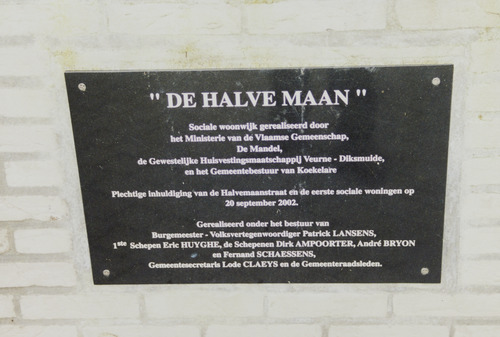 " DE HALVE MAAN "
Sociale woonwijk gerealiseerd door
het Ministerie van de Vlaamse Gemeenschap,
De Mandel,
de Gewestelijke Huisvestingsmaatschappij Veurne - Diksmuide,
en het Gemeentebestuur van Koekelare
Plechtige inhuldiging van de Halvemaanstraat en de eerste sociale woningen op
20 september 2002.
Gerealiseerd onder het bestuur van
Burgemeester - Volksvertegenwoordiger Patrick LANSENS,
1ste Schepen Eric HUYGHE, de Schepenen Dirk AMPOORTER, André BRYON
en Fernand SCHAESSENS,
Gemeentesecretaris Lode CLAEYS en de Gemeenteraadsleden.